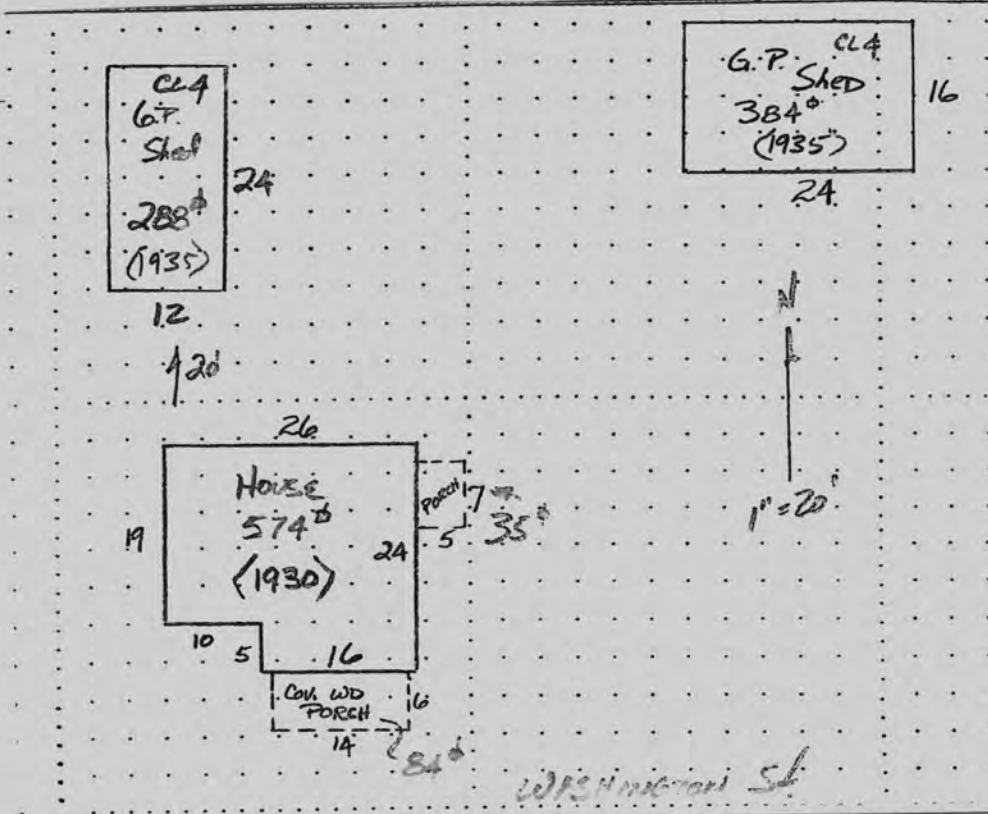 CL4
G.P.
Shed
288⌀
(1935)
24
12
20'
CL4
G.P.
Shed
384⌀
(1935)
16
24
N
1"=20'
26
House
574⌀
(1930)
19
24
10
5
16
PORCH
7
5
35⌀
Cov. WD
PORCH
6
14
84⌀
WASHINGTON St